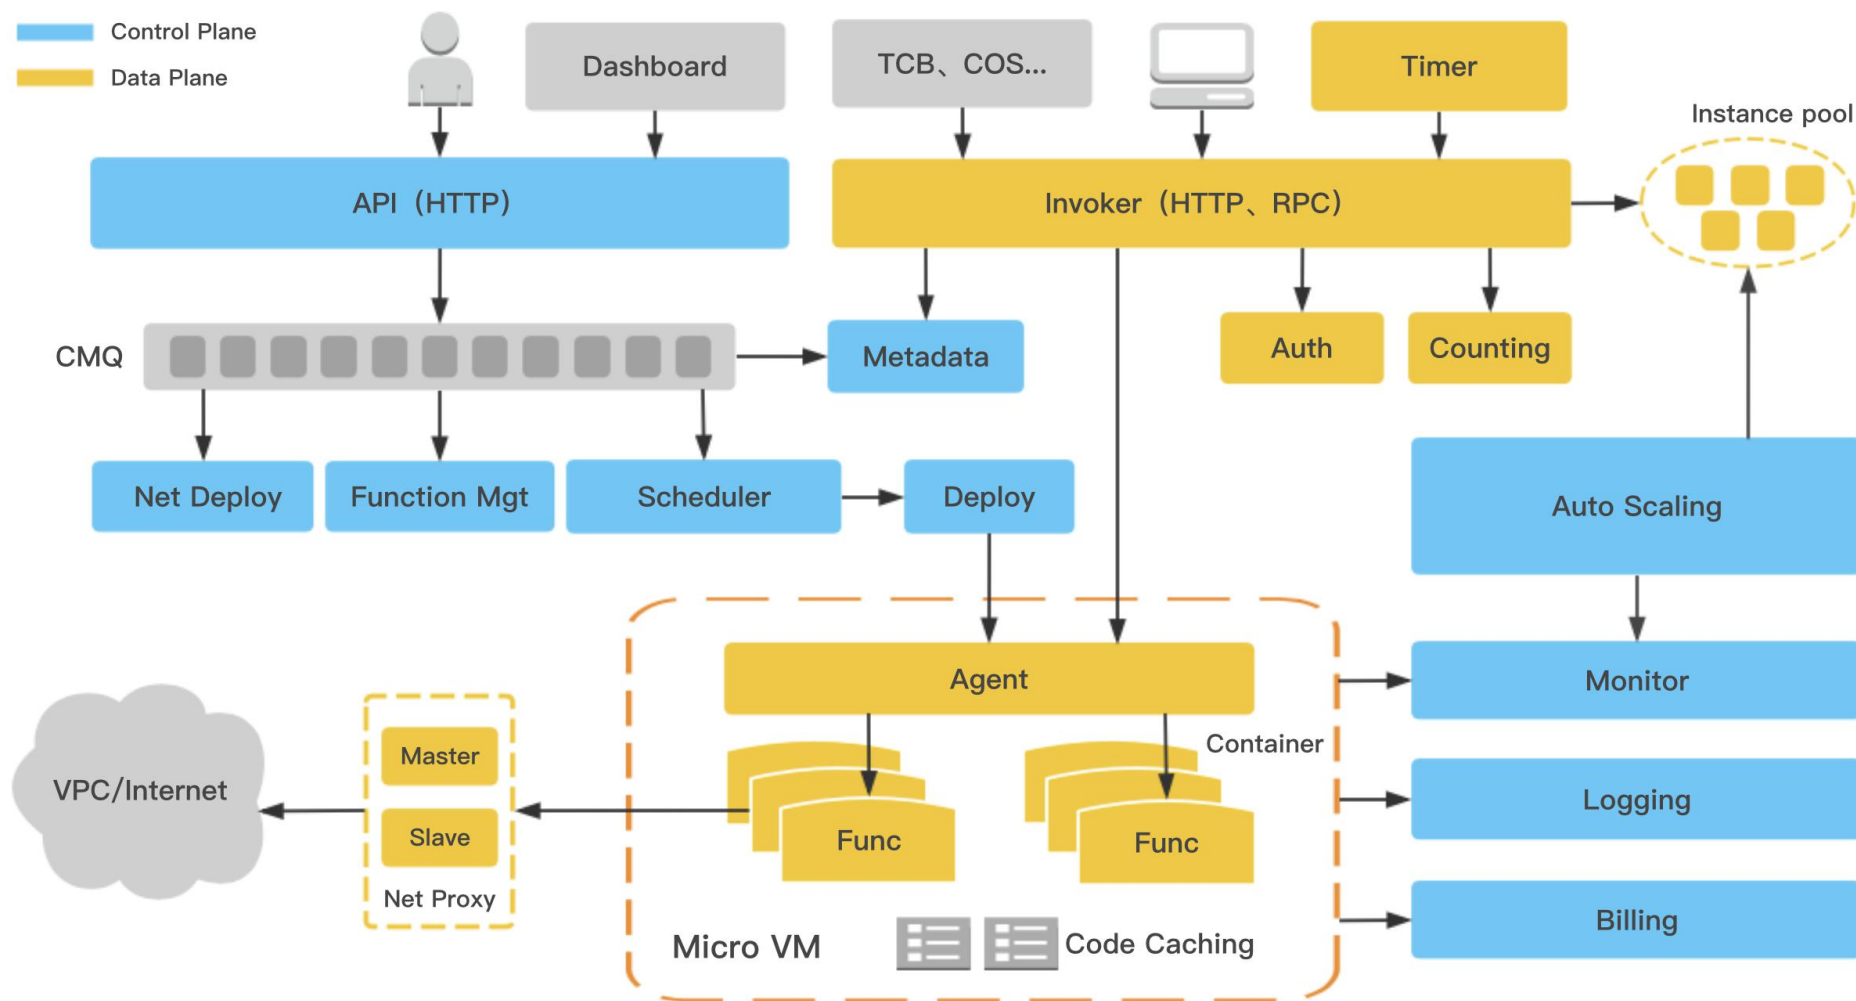 Control Plane
Data Plane
Dashboard
TCB、COS...
Timer
Instance pool
API（HTTP）
Invoker（HTTP、RPC）
CMQ
Metadata
Auth
Counting
Net Deploy
Function Mgt
Scheduler
Deploy
Auto Scaling
Agent
Monitor
Container
Master
VPC/Internet
Logging
Slave
Func
Func
Net Proxy
Billing
Micro VM
Code Caching